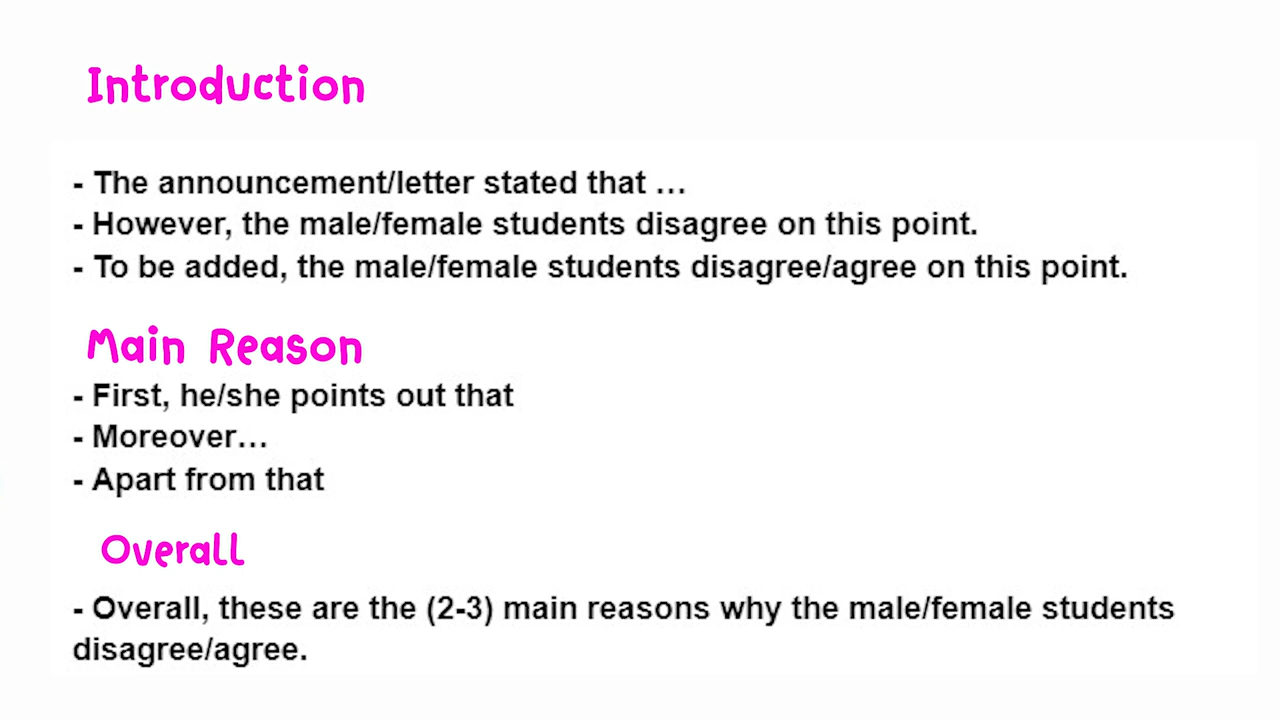 Introduction
- The announcement/letter stated that …
- However, the male/female students disagree on this point.
- To be added, the male/female students disagree/agree on this point.
Main Reason
- First, he/she points out that
- Moreover…
- Apart from that
Overall
- Overall, these are the (2-3) main reasons why the male/female students
disagree/agree.